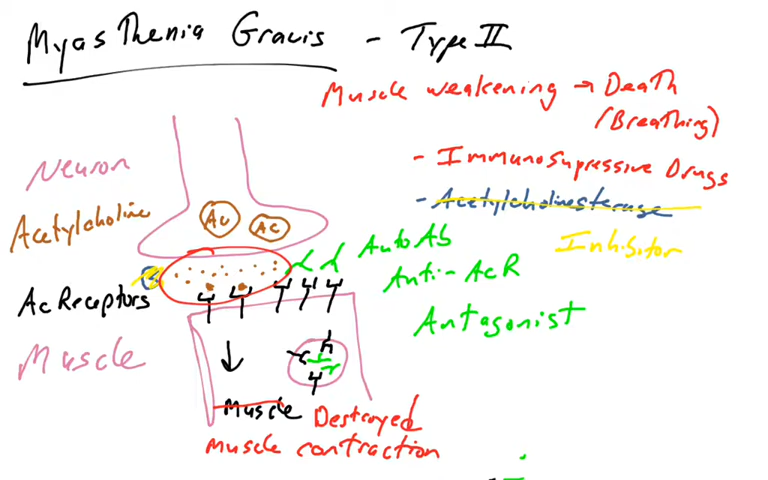 Myasthenia Gravis - Type II
Muscle weakening → Death
(Breathing)
- Immunosupressive Drugs
- Acetylcholinesterase
Inhibitor
Neuron
Acetylcholine
Ac Receptors
Muscle
Ac
Ac
Auto Ab
Anti-AcR
Antagonist
Muscle Destroyed
Muscle contraction